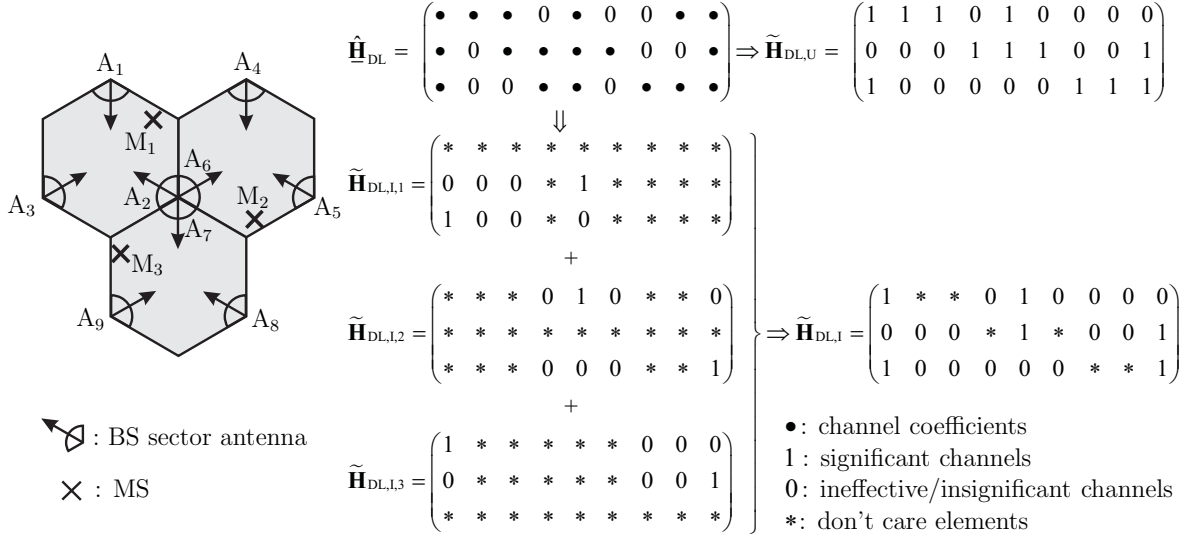 A1 A4
M1
A6
A3 A2 M2 A5
A7
M3
A9 A8
: BS sector antenna
× : MS
Ĥ_DL = ( • • • 0 • 0 0 • • ) ⇒ H̃_DL,U = ( 1 1 1 0 1 0 0 0 0 )
( • 0 • • • • 0 0 • ) ( 0 0 0 1 1 1 0 0 1 )
( • 0 0 • • 0 • • • ) ( 1 0 0 0 0 0 1 1 1 )
⇓
H̃_DL,I,1 = ( * * * * * * * * * )
( 0 0 0 * 1 * * * * )
( 1 0 0 * 0 * * * * )
+
H̃_DL,I,2 = ( * * * 0 1 0 * * 0 )
( * * * * * * * * * )
( * * * 0 0 0 * * 1 )
+
H̃_DL,I,3 = ( 1 * * * * * 0 0 0 )
( 0 * * * * * 0 0 1 )
( * * * * * * * * * )
⇒ H̃_DL,I = ( 1 * * 0 1 0 0 0 0 )
( 0 0 0 * 1 * 0 0 1 )
( 1 0 0 0 0 0 * * 1 )
•: channel coefficients
1 : significant channels
0: ineffective/insignificant channels
*: don't care elements